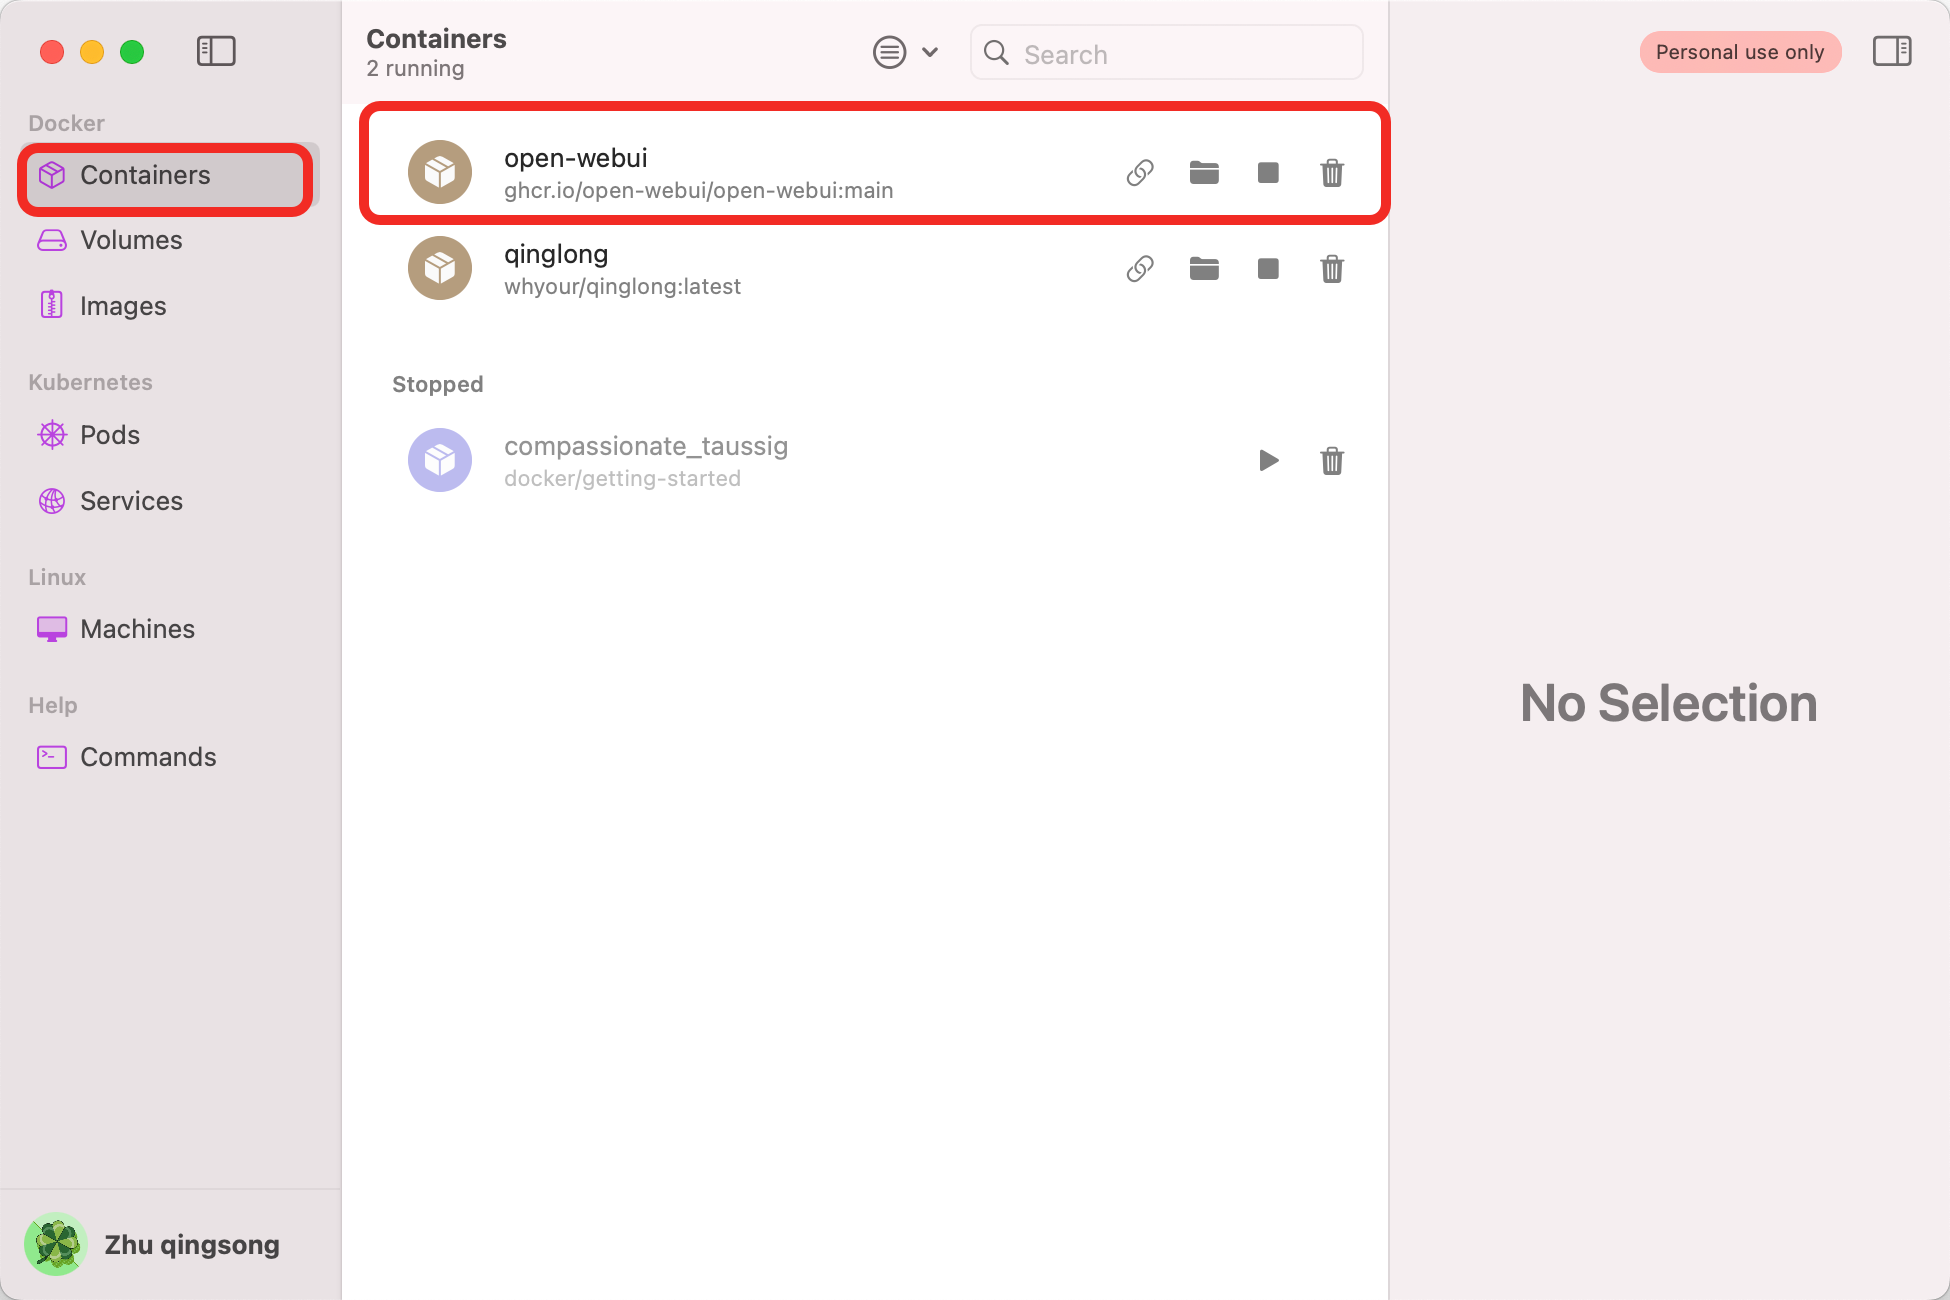 Docker
Containers
Volumes
Images
Kubernetes
Pods
Services
Linux
Machines
Help
Commands
Zhu qingsong
Containers
2 running
Search
open-webui
ghcr.io/open-webui/open-webui:main
qinglong
whyour/qinglong:latest
Stopped
compassionate_taussig
docker/getting-started
Personal use only
No Selection